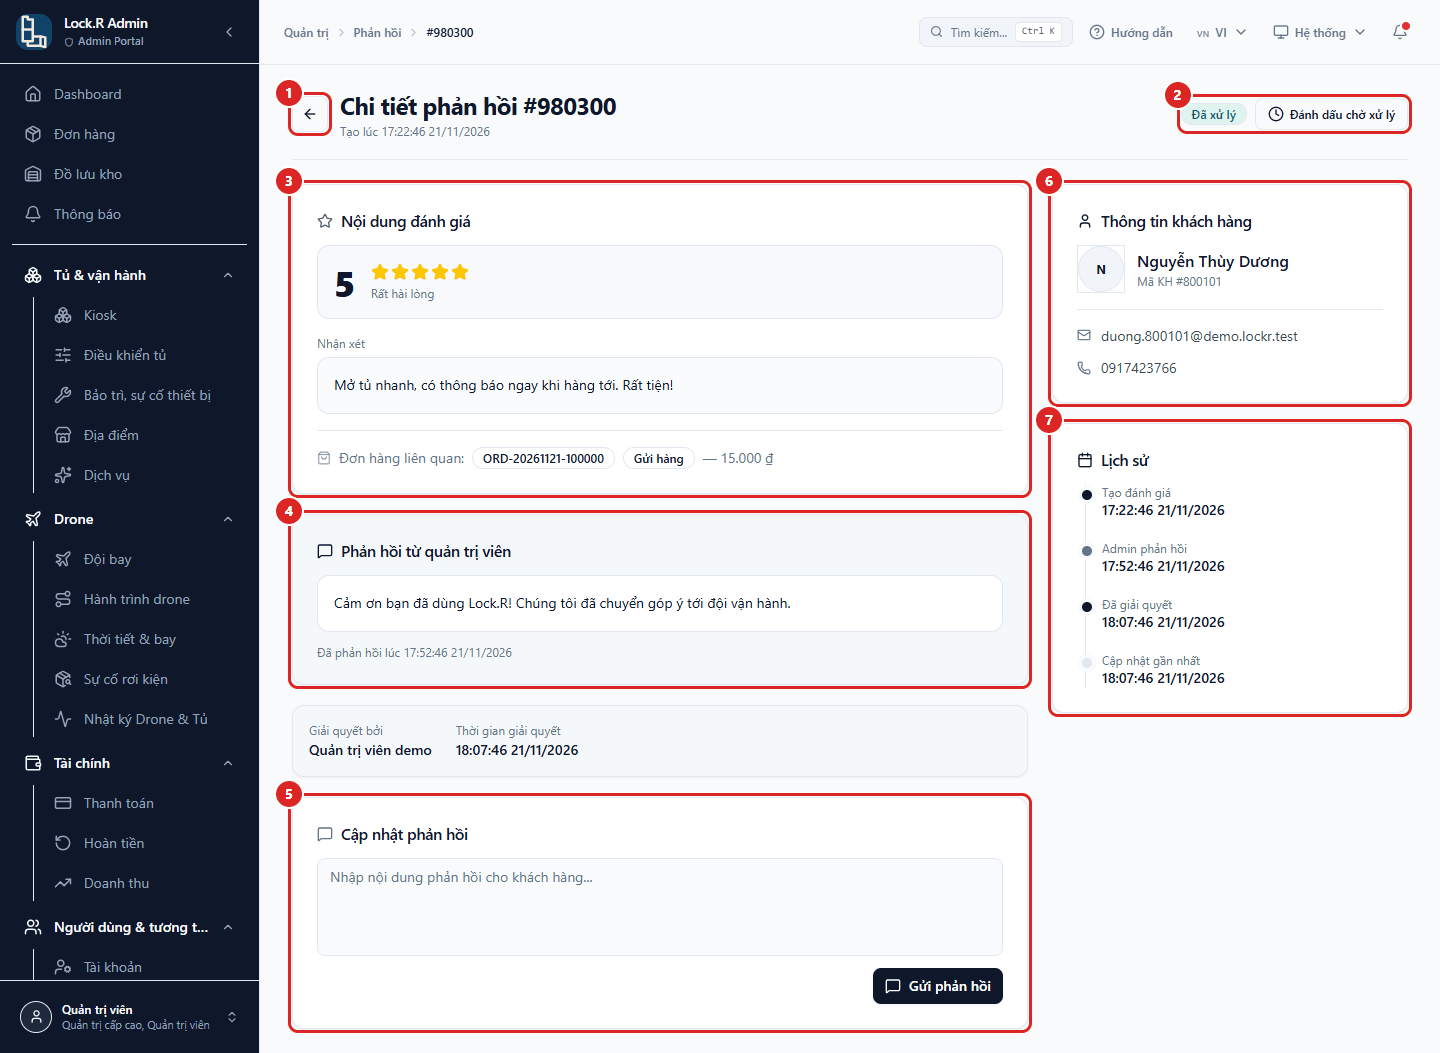 Lock.R Admin
Admin Portal
Dashboard
Đơn hàng
Đồ lưu kho
Thông báo
Tủ & vận hành
Kiosk
Điều khiển tủ
Bảo trì, sự cố thiết bị
Địa điểm
Dịch vụ
Drone
Đội bay
Hành trình drone
Thời tiết & bay
Sự cố rơi kiện
Nhật ký Drone & Tủ
Tài chính
Thanh toán
Hoàn tiền
Doanh thu
Người dùng & tương t...
Tài khoản
Quản trị viên
Quản trị cấp cao, Quản trị viên
Quản trị > Phản hồi > #980300
Tìm kiếm... Ctrl K
Hướng dẫn
VN VI
Hệ thống
1
Chi tiết phản hồi #980300
Tạo lúc 17:22:46 21/11/2026
2
Đã xử lý
Đánh dấu chờ xử lý
3
Nội dung đánh giá
5
Rất hài lòng
Nhận xét
Mở tủ nhanh, có thông báo ngay khi hàng tới. Rất tiện!
Đơn hàng liên quan: ORD-20261121-100000 Gửi hàng — 15.000 ₫
4
Phản hồi từ quản trị viên
Cảm ơn bạn đã dùng Lock.R! Chúng tôi đã chuyển góp ý tới đội vận hành.
Đã phản hồi lúc 17:52:46 21/11/2026
Giải quyết bởi
Quản trị viên demo
Thời gian giải quyết
18:07:46 21/11/2026
5
Cập nhật phản hồi
Nhập nội dung phản hồi cho khách hàng...
Gửi phản hồi
6
Thông tin khách hàng
N
Nguyễn Thùy Dương
Mã KH #800101
duong.800101@demo.lockr.test
0917423766
7
Lịch sử
Tạo đánh giá
17:22:46 21/11/2026
Admin phản hồi
17:52:46 21/11/2026
Đã giải quyết
18:07:46 21/11/2026
Cập nhật gần nhất
18:07:46 21/11/2026